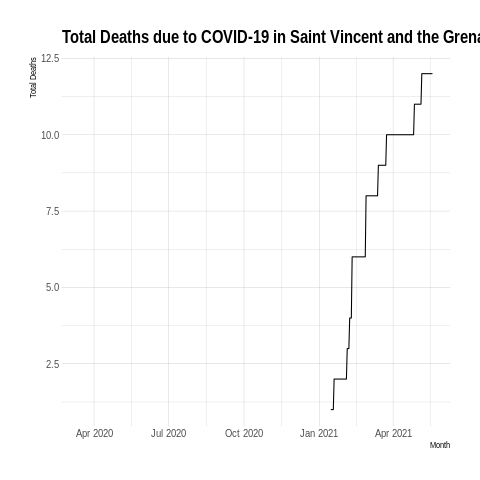 Total Deaths due to COVID-19 in Saint Vincent and the Grena
Total Deaths
12.5
10.0
7.5
5.0
2.5
Apr 2020 Jul 2020 Oct 2020 Jan 2021 Apr 2021
Month